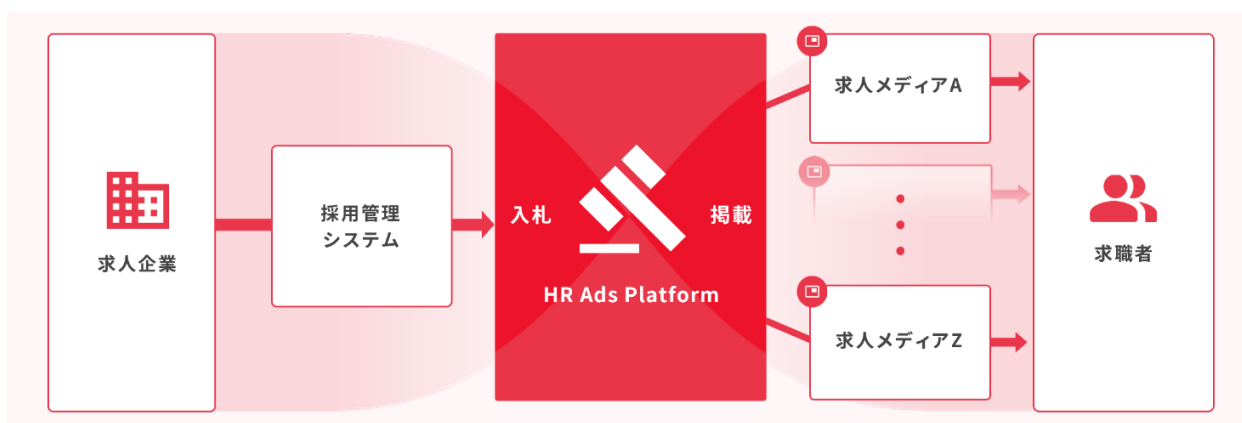 求人企業
採用管理
システム
入札
掲載
HR Ads Platform
求人メディアA
求人メディアZ
求職者